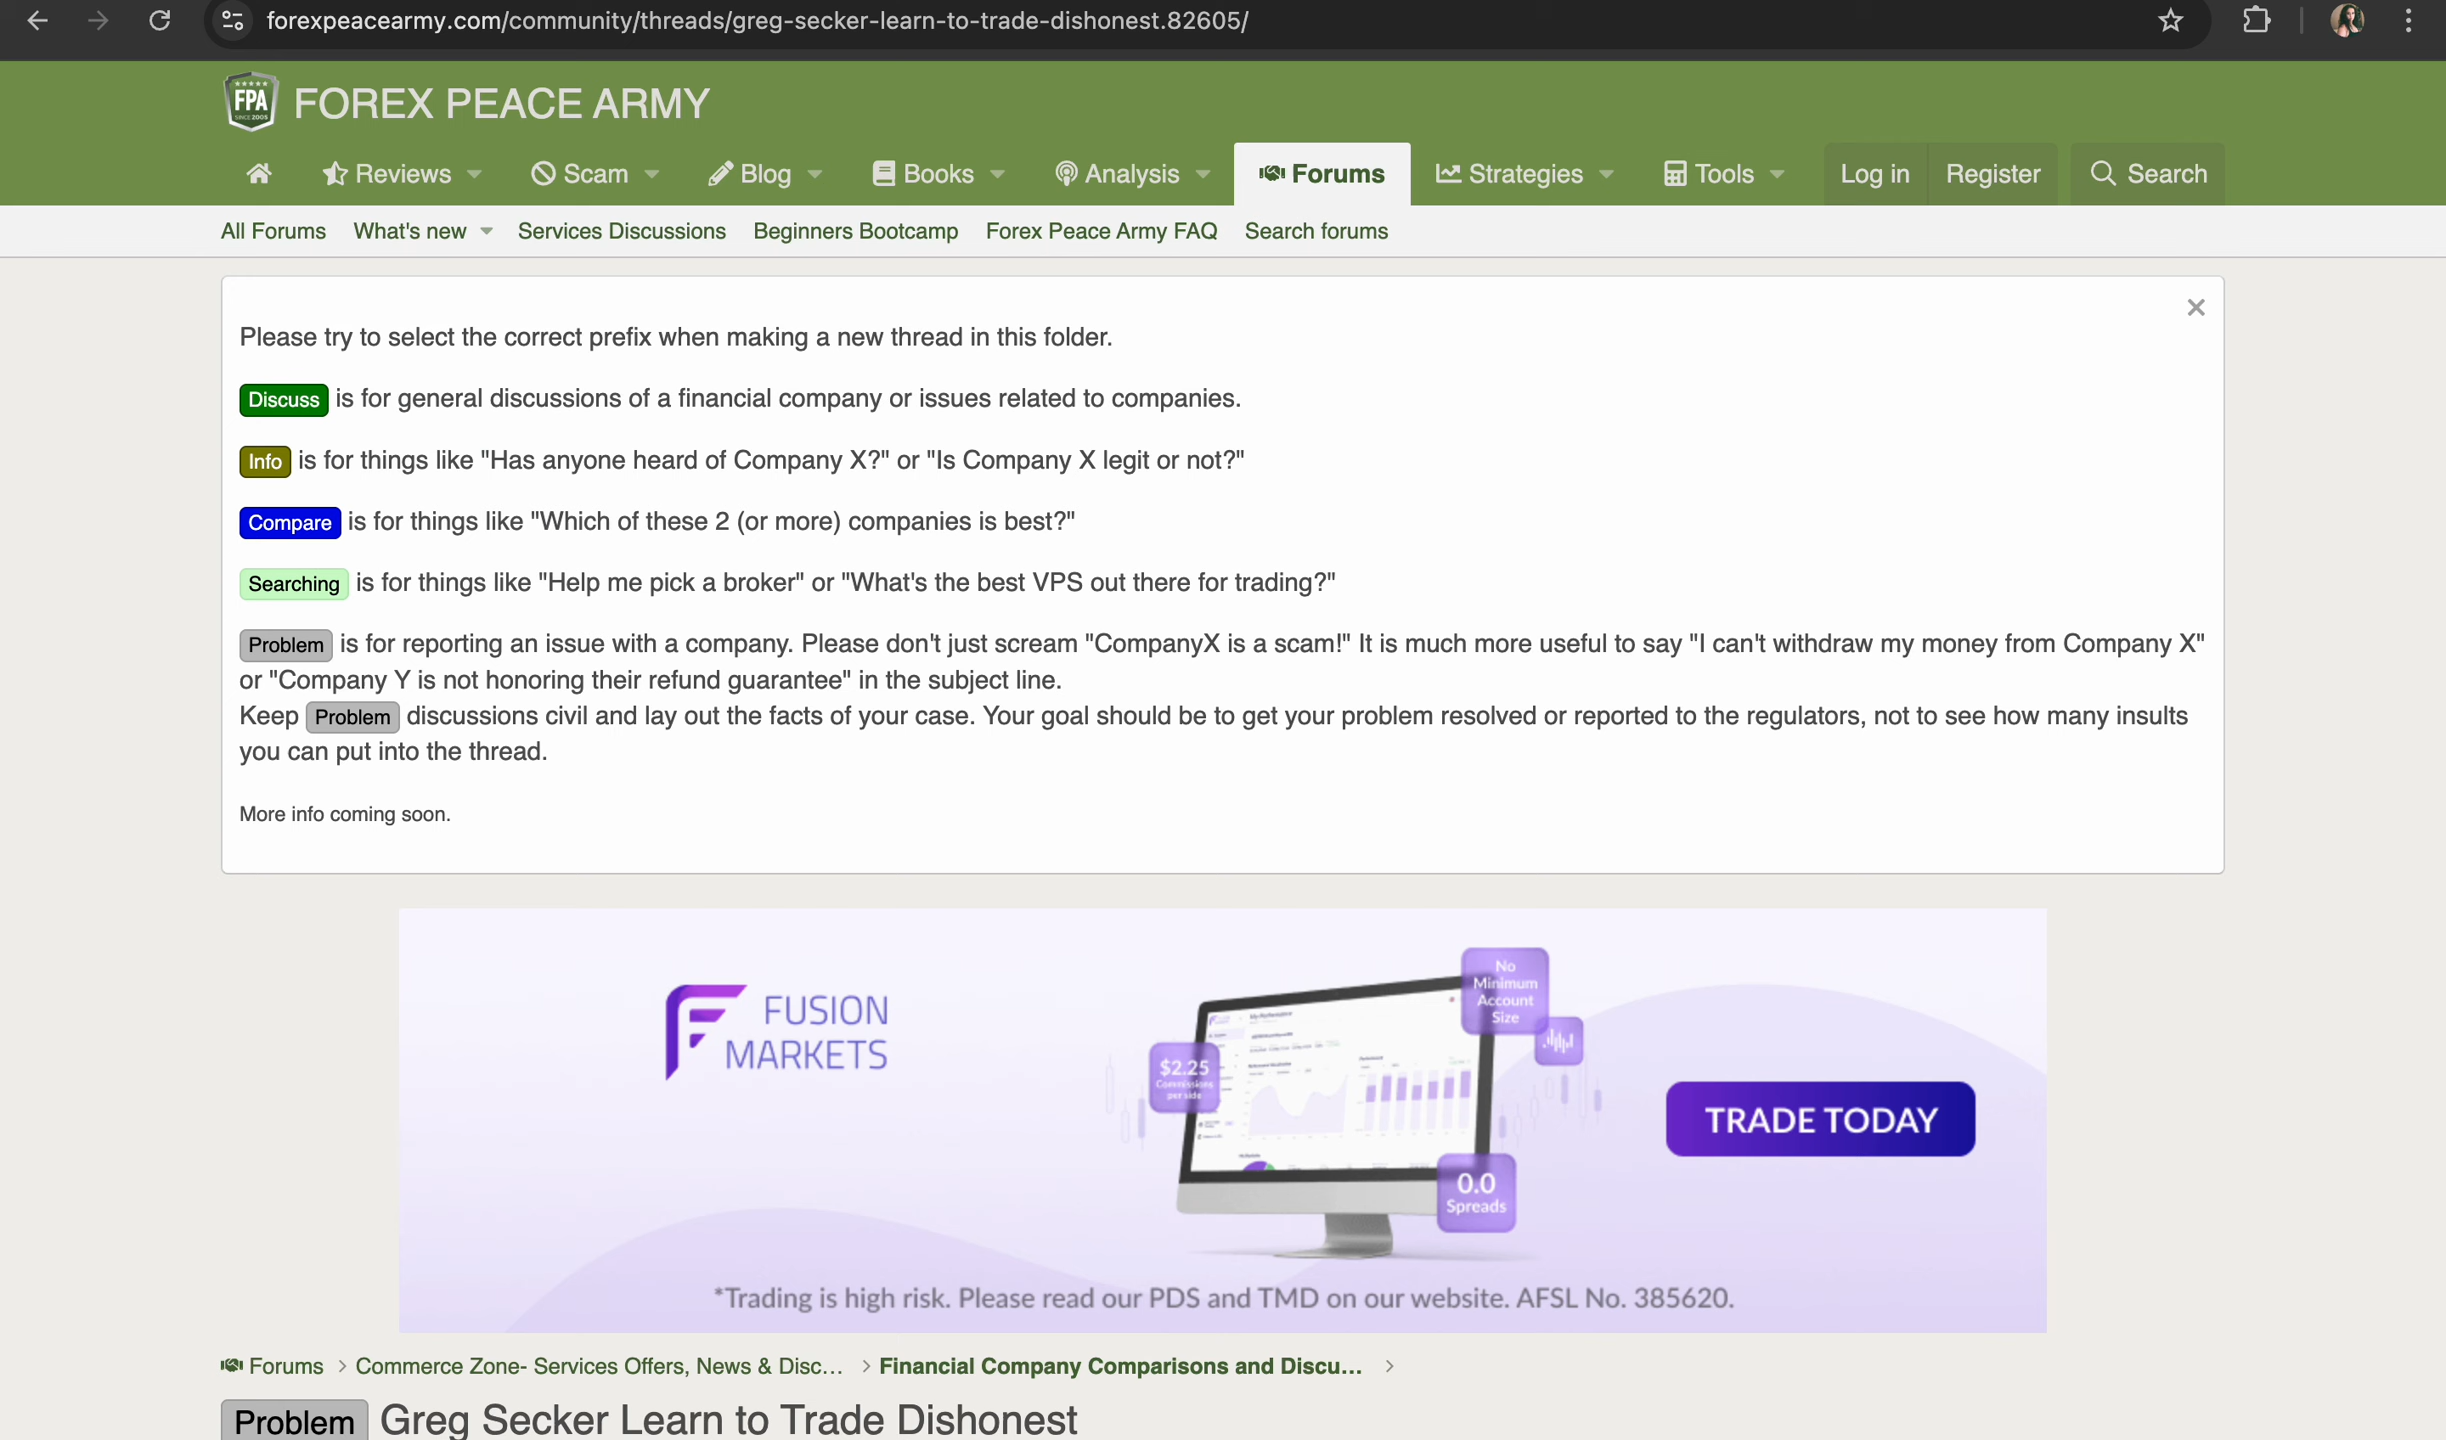 forexpeacearmy.com/community/threads/greg-secker-learn-to-trade-dishonest.82605/
FPA
SINCE 2005
FOREX PEACE ARMY
Reviews Scam Blog Books Analysis Forums Strategies Tools Log in Register Search
All Forums What's new Services Discussions Beginners Bootcamp Forex Peace Army FAQ Search forums
Please try to select the correct prefix when making a new thread in this folder.
Discuss is for general discussions of a financial company or issues related to companies.
Info is for things like "Has anyone heard of Company X?" or "Is Company X legit or not?"
Compare is for things like "Which of these 2 (or more) companies is best?"
Searching is for things like "Help me pick a broker" or "What's the best VPS out there for trading?"
Problem is for reporting an issue with a company. Please don't just scream "CompanyX is a scam!" It is much more useful to say "I can't withdraw my money from Company X"
or "Company Y is not honoring their refund guarantee" in the subject line.
Keep Problem discussions civil and lay out the facts of your case. Your goal should be to get your problem resolved or reported to the regulators, not to see how many insults
you can put into the thread.
More info coming soon.
FUSION
MARKETS
No
Minimum
Account
Size
$2.25
Commissions
per side
TRADE TODAY
0.0
Spreads
*Trading is high risk. Please read our PDS and TMD on our website. AFSL No. 385620.
Forums > Commerce Zone- Services Offers, News & Disc... > Financial Company Comparisons and Discu... >
Problem Greg Secker Learn to Trade Dishonest